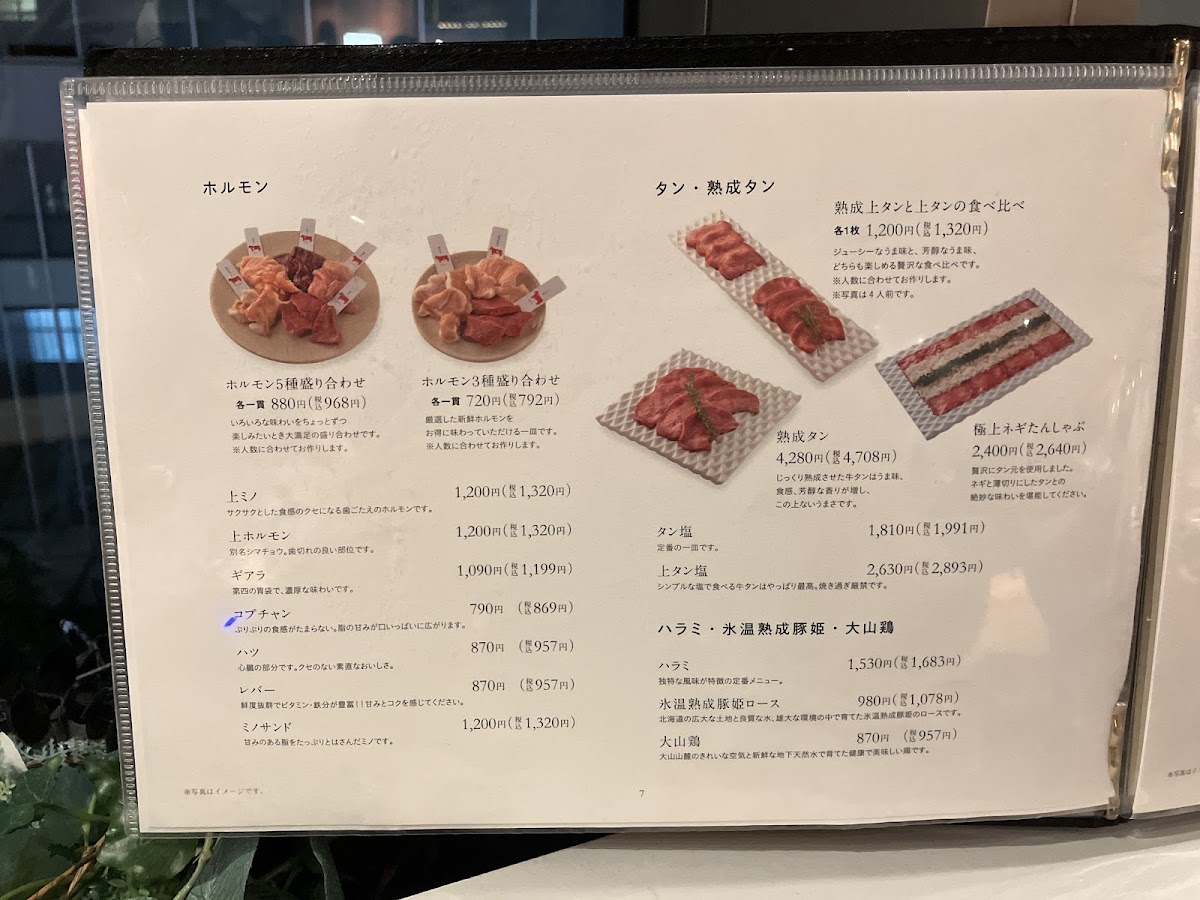 ホルモン
ホルモン5種盛り合わせ
各一貫 880円(税込968円)
いろいろな味わいをちょっとずつ
楽しみたいとき大満足の盛り合わせです。
※人数に合わせてお作りします。
ホルモン3種盛り合わせ
各一貫 720円(税込792円)
厳選した新鮮ホルモンを
お得に味わっていただける一皿です。
※人数に合わせてお作りします。
上ミノ 1,200円(税込1,320円)
サクサクとした食感のクセになる歯ごたえのホルモンです。
上ホルモン 1,200円(税込1,320円)
別名シマチョウ。歯切れの良い部位です。
ギアラ 1,090円(税込1,199円)
第四の胃袋で、濃厚な味わいです。
コプチャン 790円 (税込869円)
ぷりぷりの食感がたまらない。脂の甘みが口いっぱいに広がります。
ハツ 870円 (税込957円)
心臓の部分です。クセのない素直なおいしさ。
レバー 870円 (税込957円)
鮮度抜群でビタミン・鉄分が豊富!!甘みとコクを感じてください。
ミノサンド 1,200円(税込1,320円)
甘みのある脂をたっぷりとはさんだミノです。
※写真はイメージです。
タン・熟成タン
熟成上タンと上タンの食べ比べ
各1枚 1,200円(税込1,320円)
ジューシーなうま味と、芳醇なうま味、
どちらも楽しめる贅沢な食べ比べです。
※人数に合わせてお作りします。
※写真は4人前です。
熟成タン
4,280円(税込4,708円)
じっくり熟成させた牛タンはうま味、
食感、芳醇な香りが増し、
この上ないうまさです。
極上ネギたんしゃぶ
2,400円(税込2,640円)
贅沢にタン元を使用しました。
ネギと薄切りにしたタンとの
絶妙な味わいを堪能してください。
タン塩 1,810円(税込1,991円)
定番の一皿です。
上タン塩 2,630円(税込2,893円)
シンプルな塩で食べる牛タンはやっぱり最高。焼き過ぎ厳禁です。
ハラミ・氷温熟成豚姫・大山鶏
ハラミ 1,530円(税込1,683円)
独特な風味が特徴の定番メニュー。
氷温熟成豚姫ロース 980円(税込1,078円)
北海道の広大な土地と良質な水、雄大な環境の中で育てた氷温熟成豚姫のロースです。
大山鶏 870円 (税込957円)
大山山麓のきれいな空気と新鮮な地下天然水で育てた健康で美味しい鶏です。
7
※写真は